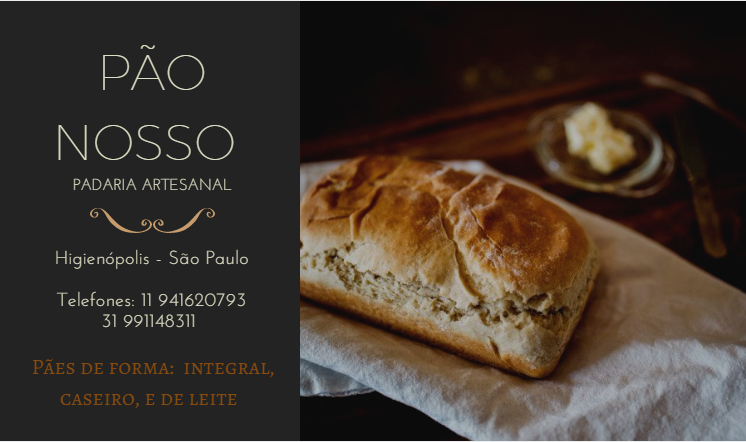 PÃO
NOSSO
PADARIA ARTESANAL
Higienópolis - São Paulo
Telefones: 11 941620793
31 991148311
Pães de forma: integral,
caseiro, e de leite